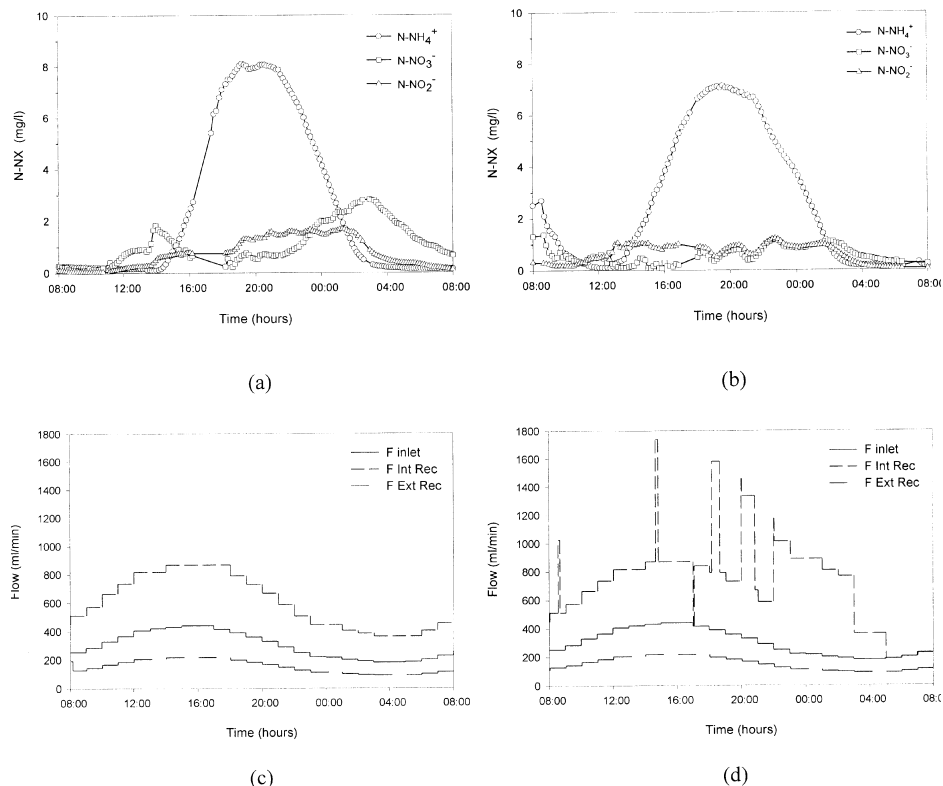 10
8
6
4
2
0
N-NX (mg/l)
N-NH4+
N-NO3-
N-NO2-
08:00 12:00 16:00 20:00 00:00 04:00 08:00
Time (hours)
(a)
10
8
6
4
2
0
N-NX (mg/l)
N-NH4+
N-NO3-
N-NO2-
08:00 12:00 16:00 20:00 00:00 04:00 08:00
Time (hours)
(b)
1800
1600
1400
1200
1000
800
600
400
200
0
Flow (ml/min)
F inlet
F Int Rec
F Ext Rec
08:00 12:00 16:00 20:00 00:00 04:00 08:00
Time (hours)
(c)
1800
1600
1400
1200
1000
800
600
400
200
0
Flow (ml/min)
F inlet
F Int Rec
F Ext Rec
08:00 12:00 16:00 20:00 00:00 04:00 08:00
Time (hours)
(d)